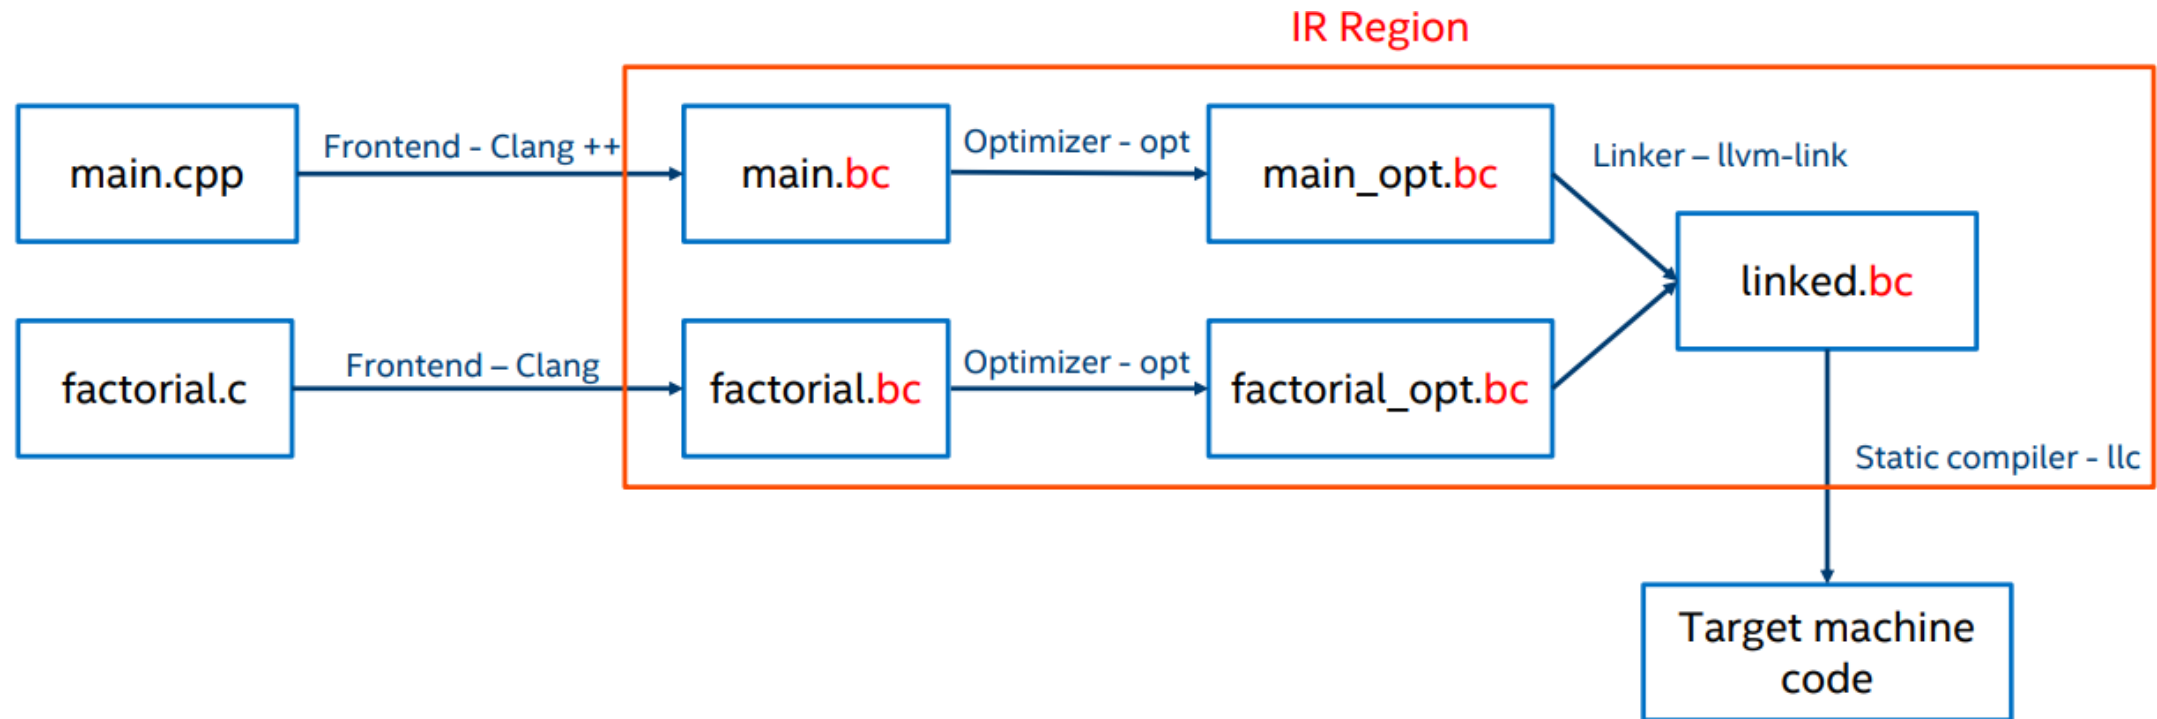 IR Region
main.cpp
Frontend - Clang ++
main.bc
Optimizer - opt
main_opt.bc
Linker – llvm-link
linked.bc
factorial.c
Frontend – Clang
factorial.bc
Optimizer - opt
factorial_opt.bc
Static compiler - llc
Target machine
code